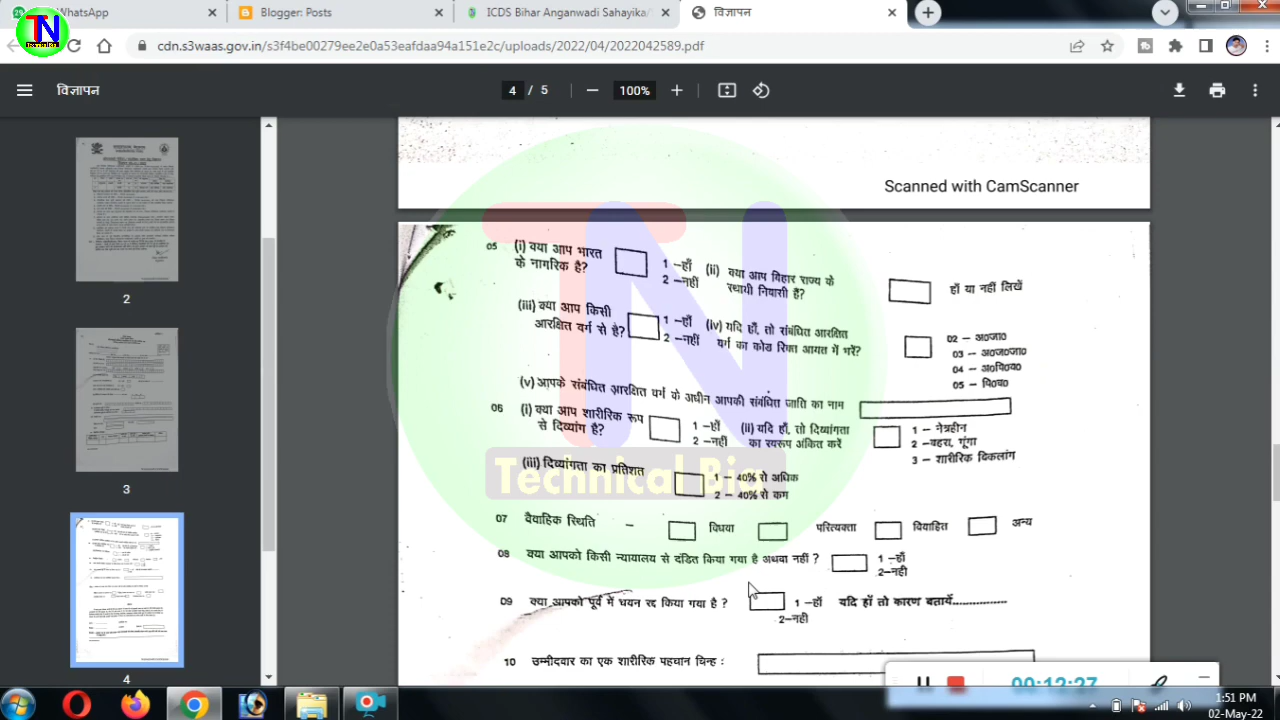 WhatsApp
Blogger: Posts
ICDS Bihar Anganwadi Sahayika/
विज्ञापन
TN
cdn.s3waas.gov.in/s3f4be00279ee2e0a53eafdaa94a151e2c/uploads/2022/04/2022042589.pdf
विज्ञापन
4 / 5
100%
2
3
4
Scanned with CamScanner
05 (i) क्या आप भारत के नागरिक है? 1 –हाँ 2 –नहीं (ii) क्या आप बिहार राज्य के स्थायी निवासी हैं? हाँ या नहीं लिखें
(iii) क्या आप किसी आरक्षित वर्ग से है? 1 –हाँ 2 –नहीं (iv) यदि हाँ, तो संबंधित आरक्षित वर्ग का कोड रिक्त आयत में भरें?
02 – अ०जा०
03 – अ०ज०जा०
04 – अ०पि०व०
05 – पि०व०
(v) आपके संबंधित आरक्षित वर्ग के अधीन आपकी संबंधित जाति का नाम
06 (i) क्या आप शारीरिक रूप से दिव्यांग है? 1 –हाँ 2 –नहीं (ii) यदि हाँ, तो दिव्यांगता का स्वरूप अंकित करें
1 – नेत्रहीन
2 –बहरा, गूंगा
3 – शारीरिक विकलांग
(iii) दिव्यांगता का प्रतिशत
1 – 40% से अधिक
2 – 40% से कम
Technical Big
07 वैवाहिक स्थिति – – विधवा परित्यक्ता विवाहित अन्य
08 क्या आपको किसी न्यायालय से दंडित किया गया है अथवा नहीं ? 1 –हाँ
2–नहीं
09 चयन रद्द किया गया है ? 1 –हाँ यदि हाँ तो कारण बतायें................
2–नहीं
10 उम्मीदवार का एक शारीरिक पहचान चिन्ह :
00:12:27
1:51 PM
02-May-22